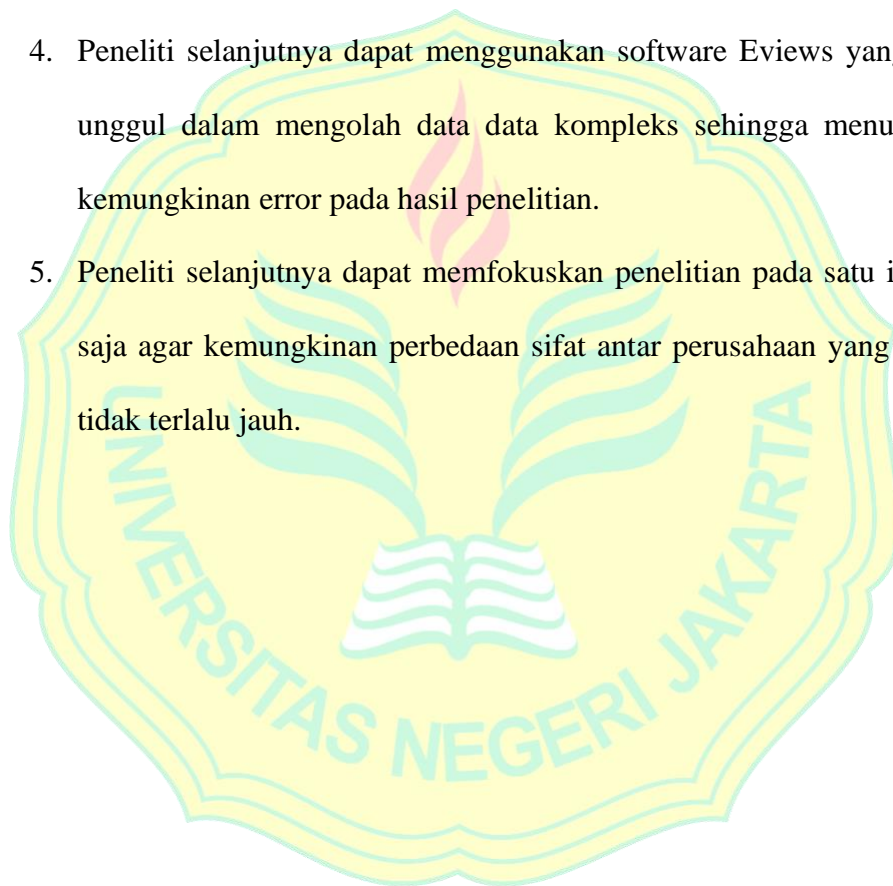 4. Peneliti selanjutnya dapat menggunakan software Eviews
unggul dalam mengolah data data kompleks sehingga
kemungkinan error pada hasil penelitian.
5. Peneliti selanjutnya dapat memfokuskan penelitian pada satu
saja agar kemungkinan perbedaan sifat antar perusahaan yang
tidak terlalu jauh.
UNIVERSITAS NEGERI JAKARTA